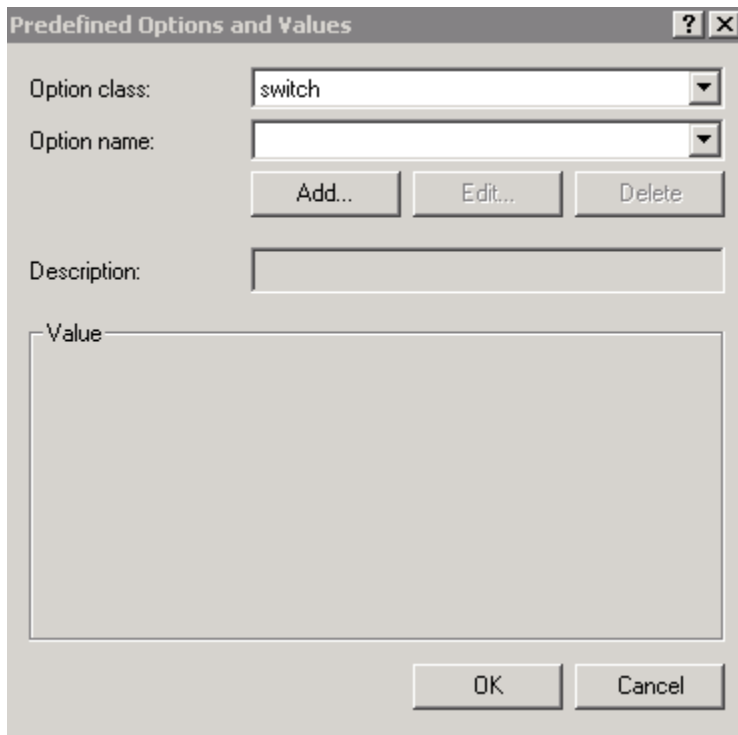 Predefined Options and Values
Option class: switch
Option name:
Add... Edit... Delete
Description:
Value
OK Cancel